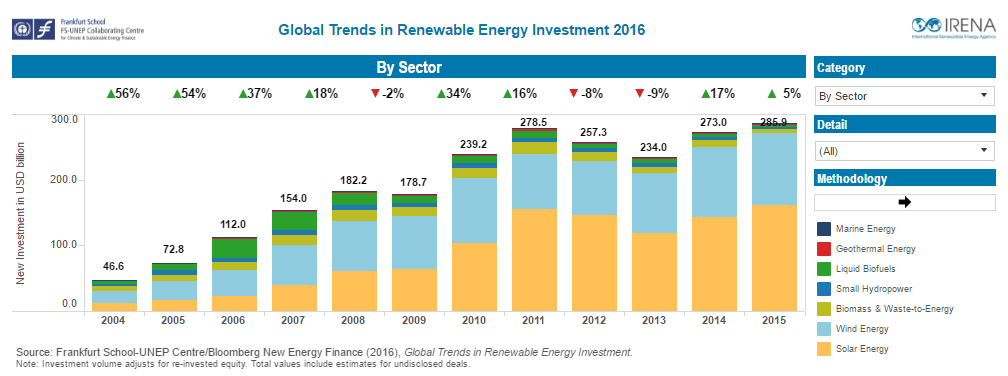 Frankfurt School
FS-UNEP Collaborating Centre
for Climate & Sustainable Energy Finance
Global Trends in Renewable Energy Investment 2016
IRENA
International Renewable Energy Agency
By Sector
▲56% ▲54% ▲37% ▲18% ▼-2% ▲34% ▲16% ▼-8% ▼-9% ▲17% ▲ 5%
New Investment in USD billion
300.0
200.0
100.0
0.0
46.6 72.8 112.0 154.0 182.2 178.7 239.2 278.5 257.3 234.0 273.0 285.9
2004 2005 2006 2007 2008 2009 2010 2011 2012 2013 2014 2015
Category
By Sector
Detail
(All)
Methodology
Marine Energy
Geothermal Energy
Liquid Biofuels
Small Hydropower
Biomass & Waste-to-Energy
Wind Energy
Solar Energy
Source: Frankfurt School-UNEP Centre/Bloomberg New Energy Finance (2016), Global Trends in Renewable Energy Investment.
Note: Investment volume adjusts for re-invested equity. Total values include estimates for undisclosed deals.